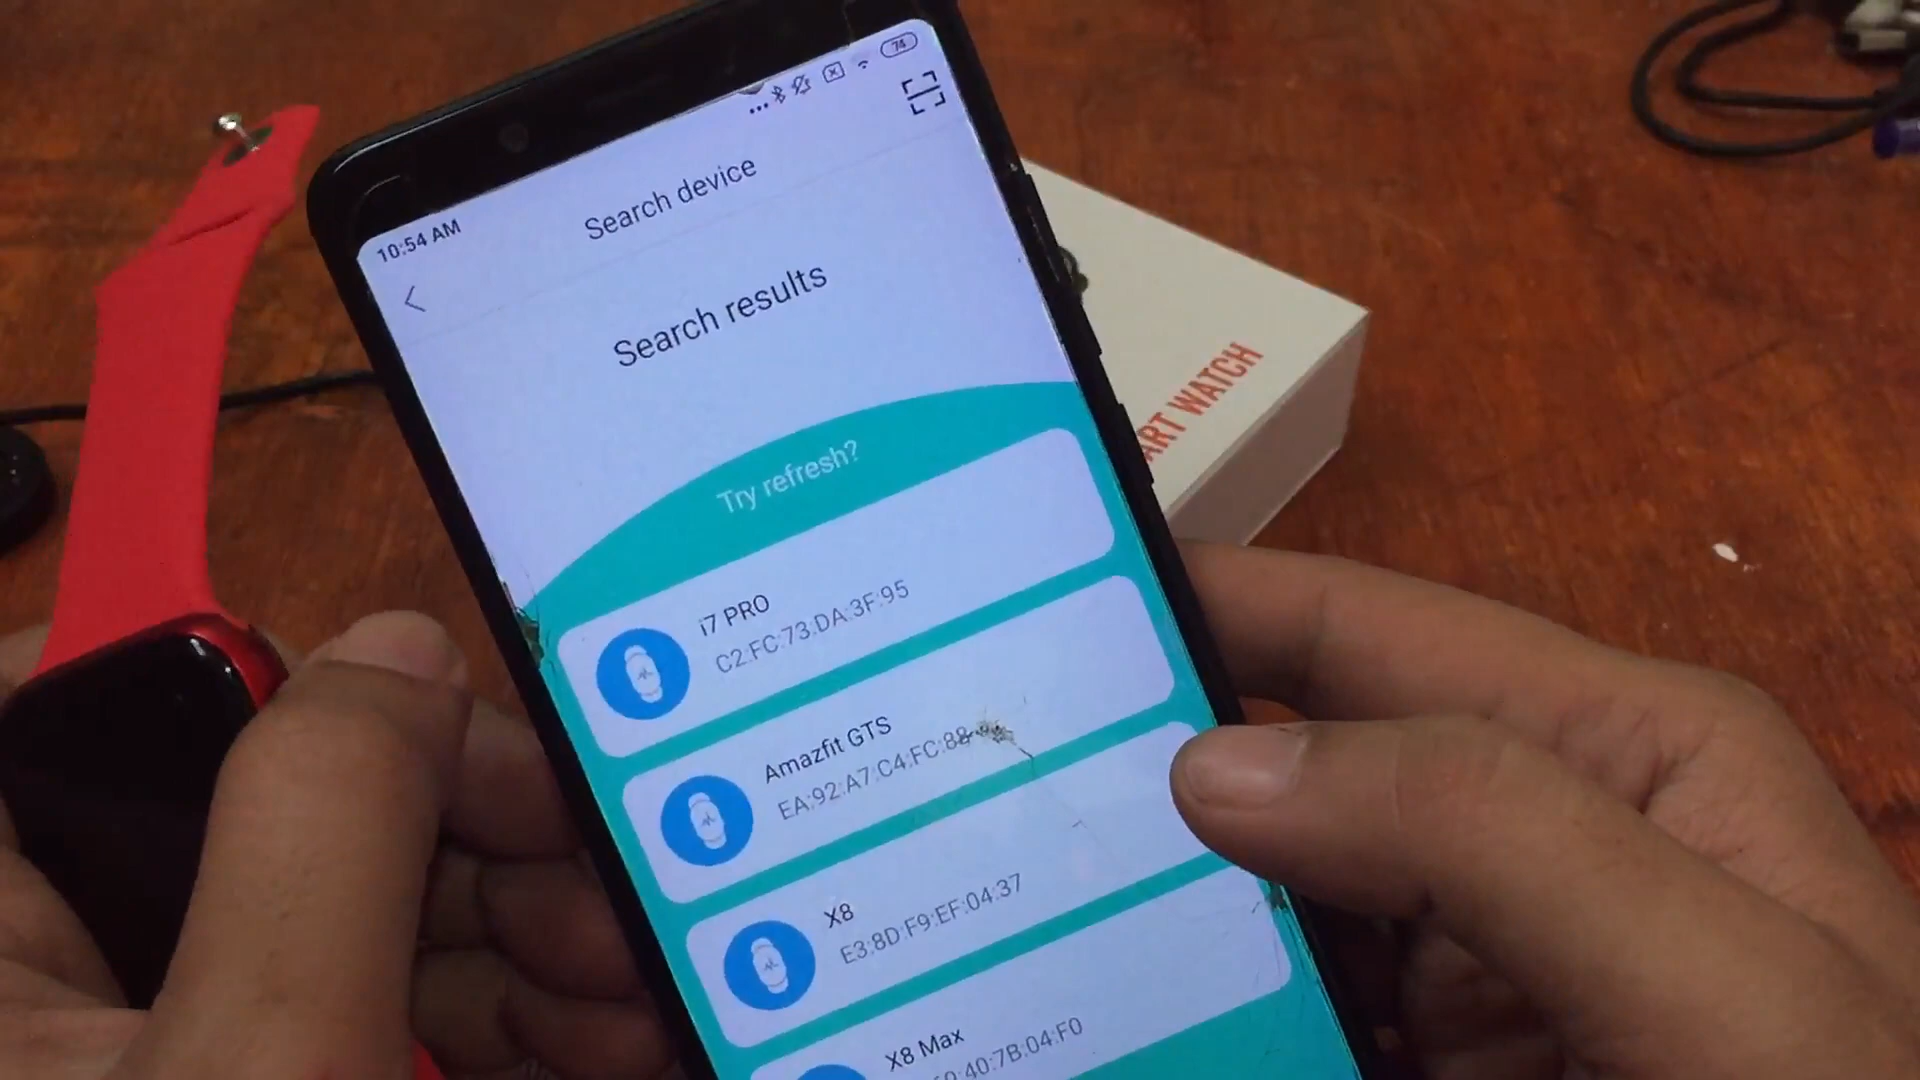 74
10:54 AM
Search device
Search results
Try refresh?
i7 PRO
C2:FC:73:DA:3F:95
Amazfit GTS
EA:92:A7:C4:FC:88
X8
E3:8D:F9:EF:04:37
X8 Max
:40:7B:04:F0
ART WATCH